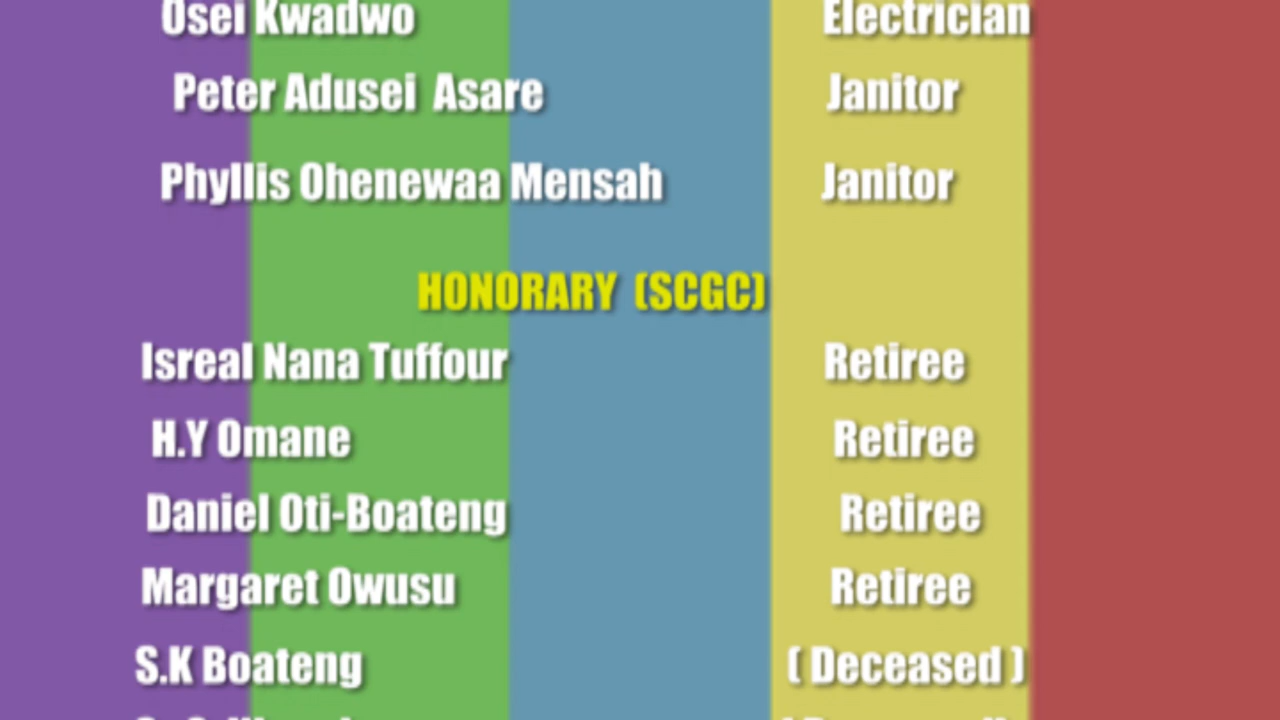 Osei Kwadwo Electrician
Peter Adusei Asare Janitor
Phyllis Ohenewaa Mensah Janitor
HONORARY (SCGC)
Isreal Nana Tuffour Retiree
H.Y Omane Retiree
Daniel Oti-Boateng Retiree
Margaret Owusu Retiree
S.K Boateng ( Deceased )